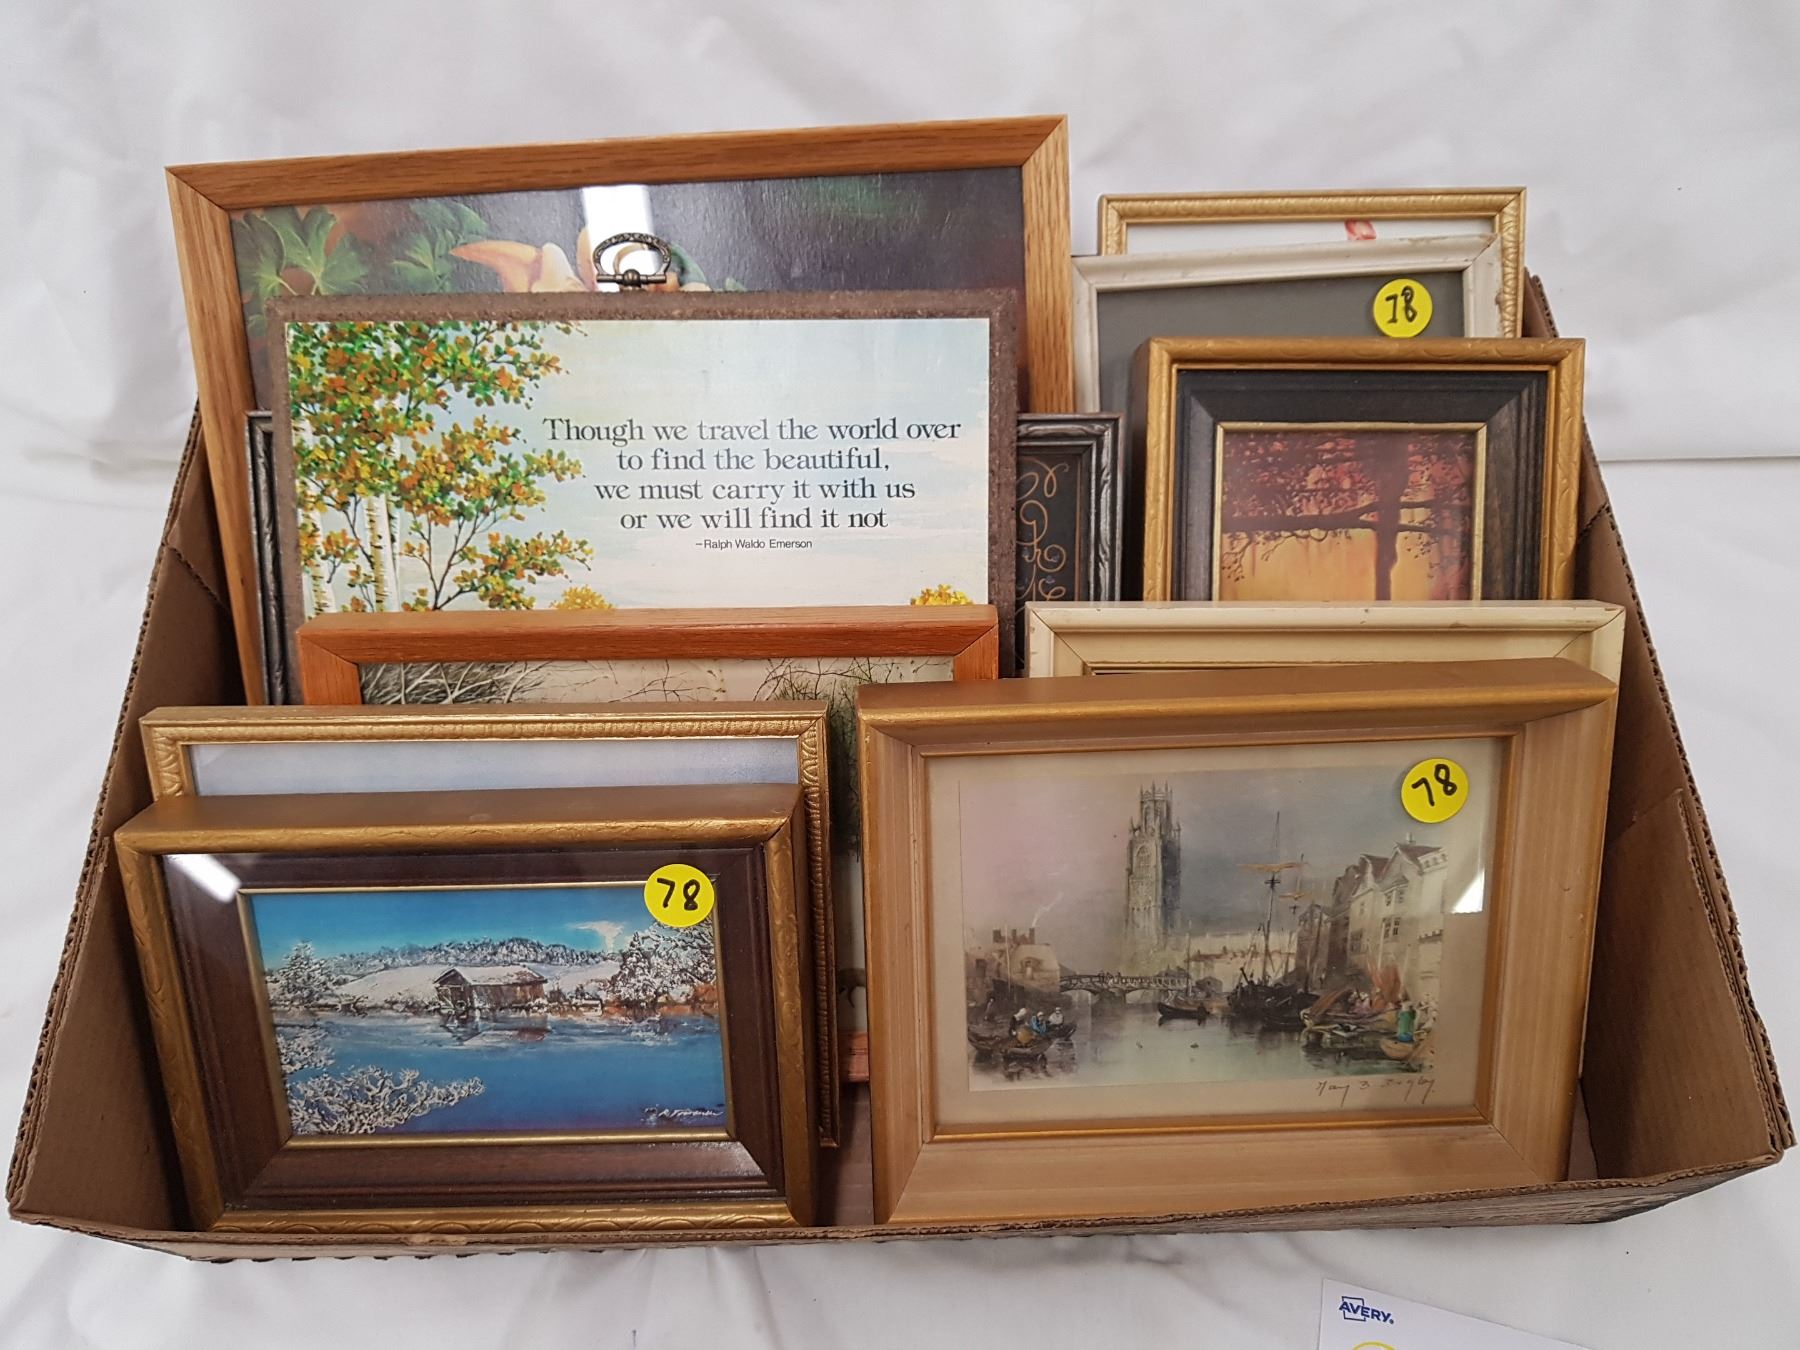 78
Though we travel the world over
to find the beautiful,
we must carry it with us
or we will find it not
—Ralph Waldo Emerson
78
78
AVERY